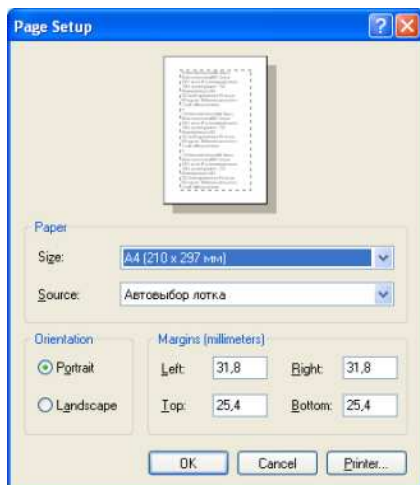 Page Setup
Paper
Size: A4 (210 x 297 мм)
Source: Автовыбор лотка
Orientation
Portrait
Landscape
Margins (millimeters)
Left: 31,8 Right: 31,8
Top: 25,4 Bottom: 25,4
OK Cancel Printer...